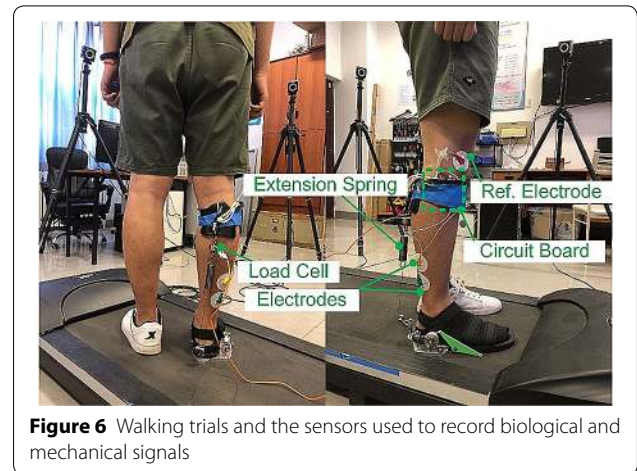 Extension Spring
Ref. Electrode
Circuit Board
Load Cell
Electrodes
Figure 6 Walking trials and the sensors used to record biological and
mechanical signals